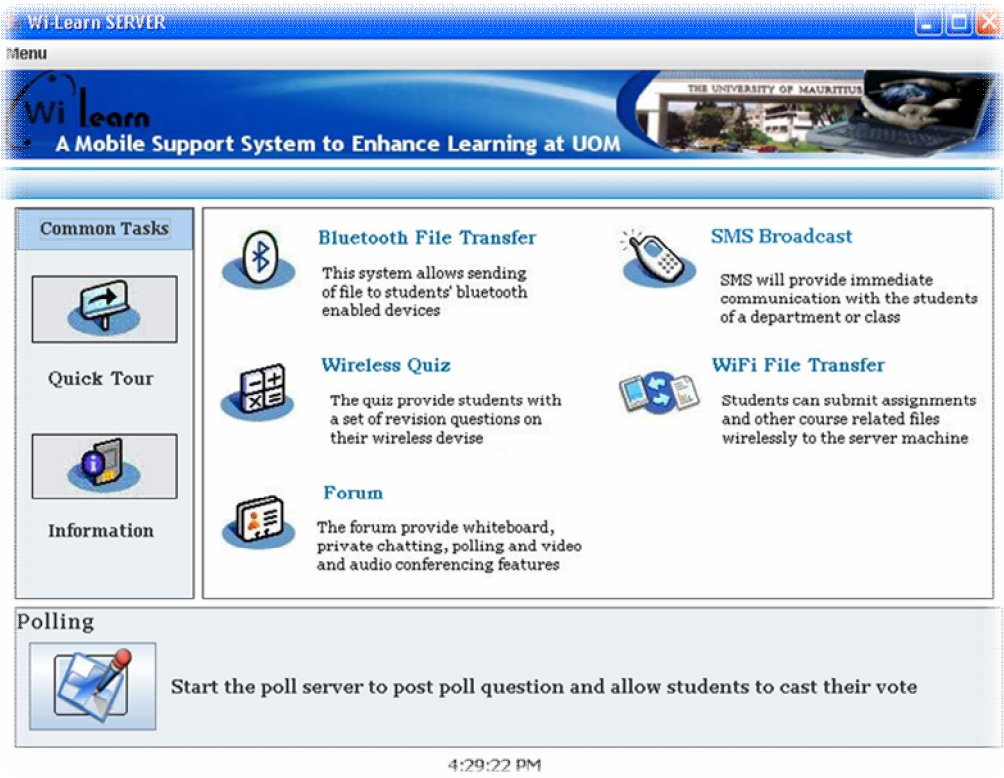 Wi-Learn SERVER
Menu
Wi learn
THE UNIVERSITY OF MAURITIUS
A Mobile Support System to Enhance Learning at UOM
Common Tasks
Quick Tour
Information
Bluetooth File Transfer
This system allows sending
of file to students' bluetooth
enabled devices
SMS Broadcast
SMS will provide immediate
communication with the students
of a department or class
Wireless Quiz
The quiz provide students with
a set of revision questions on
their wireless devise
WiFi File Transfer
Students can submit assignments
and other course related files
wirelessly to the server machine
Forum
The forum provide whiteboard,
private chatting, polling and video
and audio conferencing features
Polling
Start the poll server to post poll question and allow students to cast their vote
4:29:22 PM